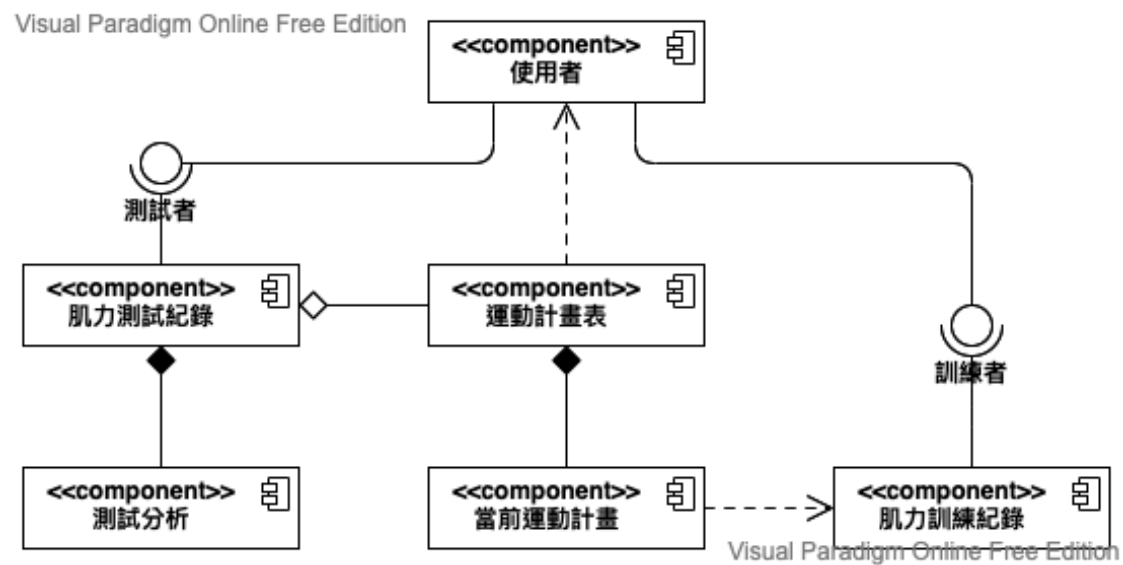 Visual Paradigm Online Free Edition
<<component>>
使用者
測試者
<<component>>
肌力測試紀錄
<<component>>
運動計畫表
訓練者
<<component>>
測試分析
<<component>>
當前運動計畫
<<component>>
肌力訓練紀錄
Visual Paradigm Online Free Edition